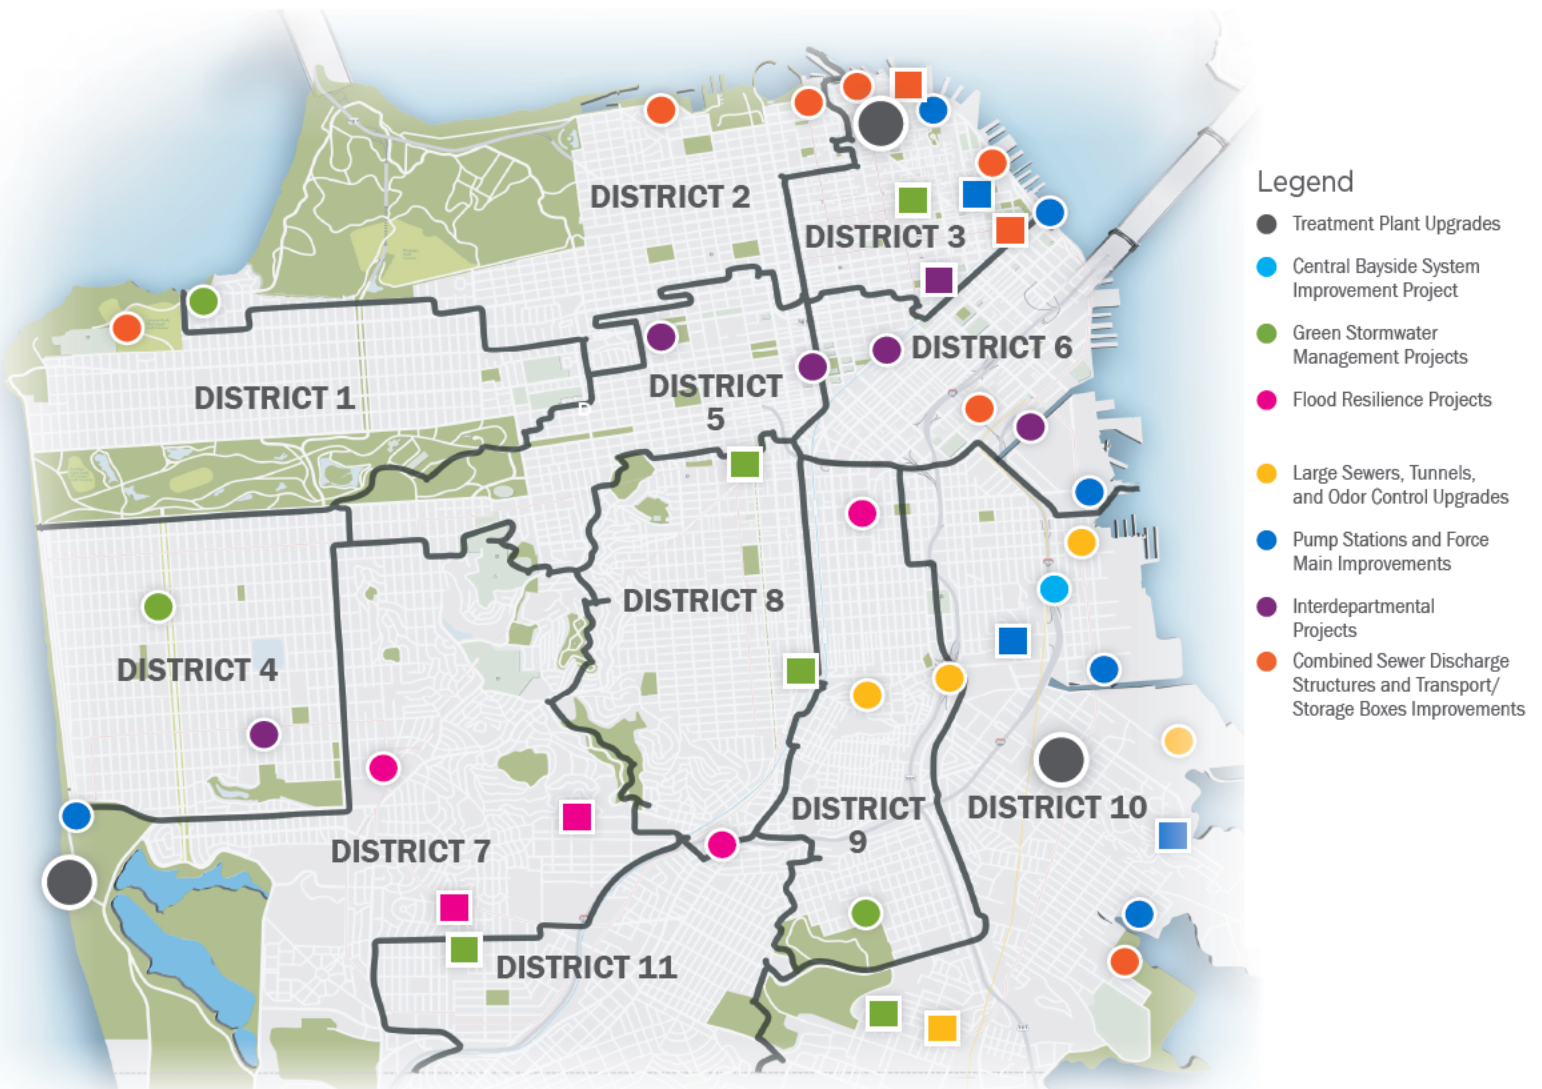 DISTRICT 2
DISTRICT 3
DISTRICT 6
DISTRICT 1
DISTRICT
5
DISTRICT 8
DISTRICT 4
DISTRICT 7
DISTRICT
9
DISTRICT 10
DISTRICT 11
Legend
Treatment Plant Upgrades
Central Bayside System
Improvement Project
Green Stormwater
Management Projects
Flood Resilience Projects
Large Sewers, Tunnels,
and Odor Control Upgrades
Pump Stations and Force
Main Improvements
Interdepartmental
Projects
Combined Sewer Discharge
Structures and Transport/
Storage Boxes Improvements